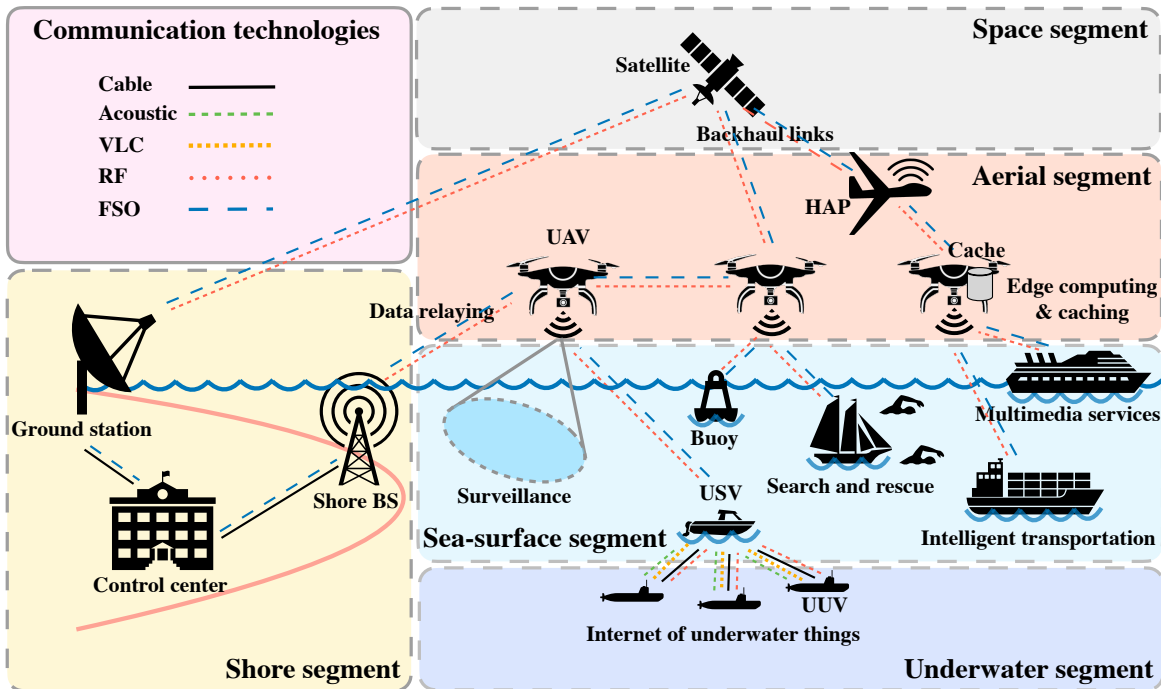 Communication technologies
Cable
Acoustic
VLC
RF
FSO
Space segment
Satellite
Backhaul links
Aerial segment
HAP
UAV
Cache
Edge computing
& caching
Data relaying
Ground station
Shore BS
Control center
Shore segment
Multimedia services
Buoy
Search and rescue
Surveillance
USV
Intelligent transportation
Sea-surface segment
UUV
Internet of underwater things
Underwater segment